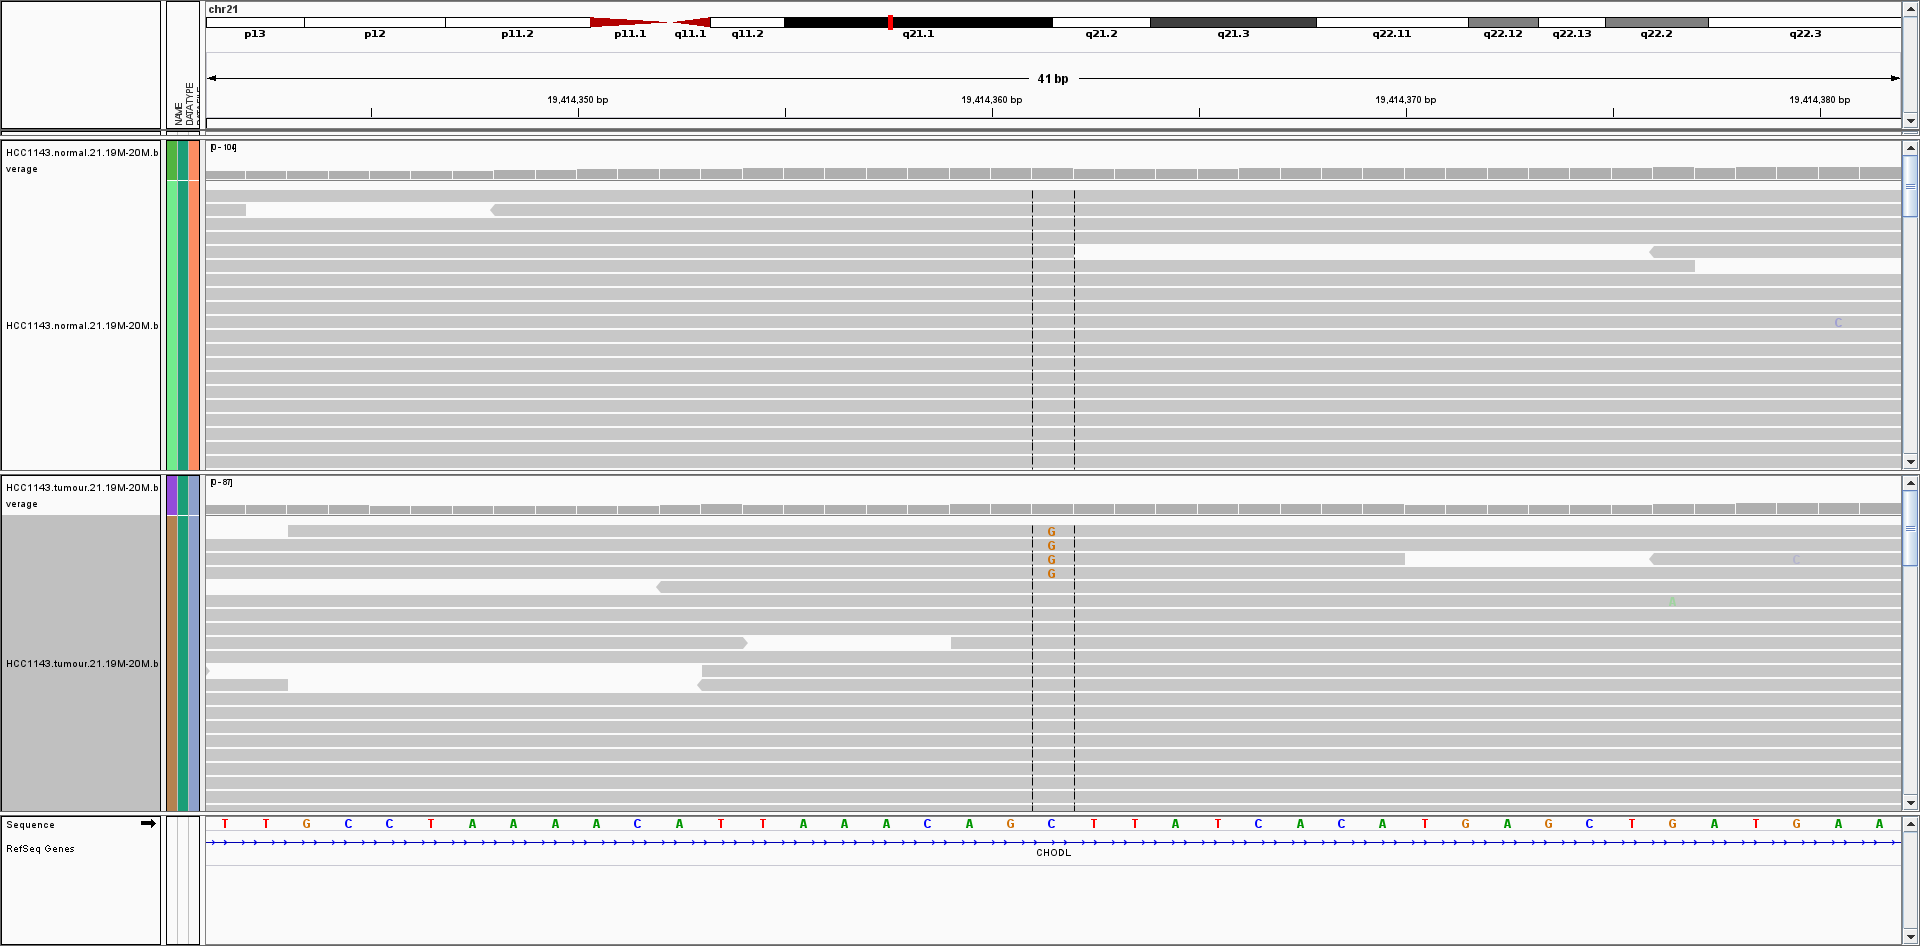 chr21
p13 p12 p11.2 p11.1 q11.1 q11.2 q21.1 q21.2 q21.3 q22.11 q22.12 q22.13 q22.2 q22.3
NAME
DATA TYPE
41 bp
19,414,350 bp 19,414,360 bp 19,414,370 bp 19,414,380 bp
HCC1143.normal.21.19M-20M.b
verage
[0 - 104]
HCC1143.normal.21.19M-20M.b
C
HCC1143.tumour.21.19M-20M.b
verage
[0 - 87]
G
G
G C
G
A
HCC1143.tumour.21.19M-20M.b
Sequence
T T G C C T A A A A C A T T A A A C A G C T T A T C A C A T G A G C T G A T G A A
RefSeq Genes
CHODL